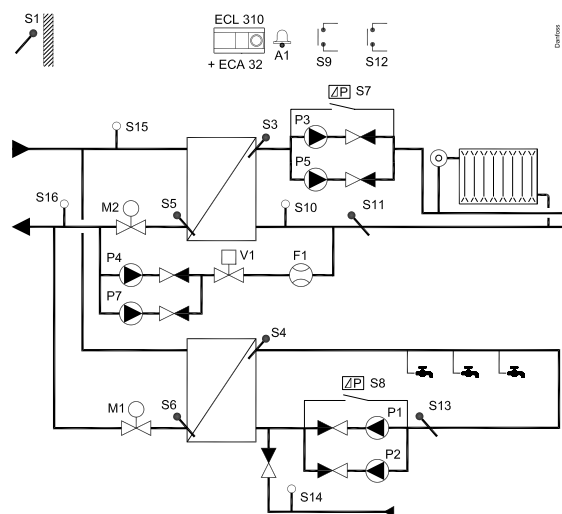 S1
ECL 310
+ ECA 32
A1
S9
S12
Danfoss
⊿P S7
S15
S3
P3
P5
S16
M2
S5
S10
S11
P4
V1
F1
P7
S4
⊿P S8
M1
S6
P1
S13
P2
S14